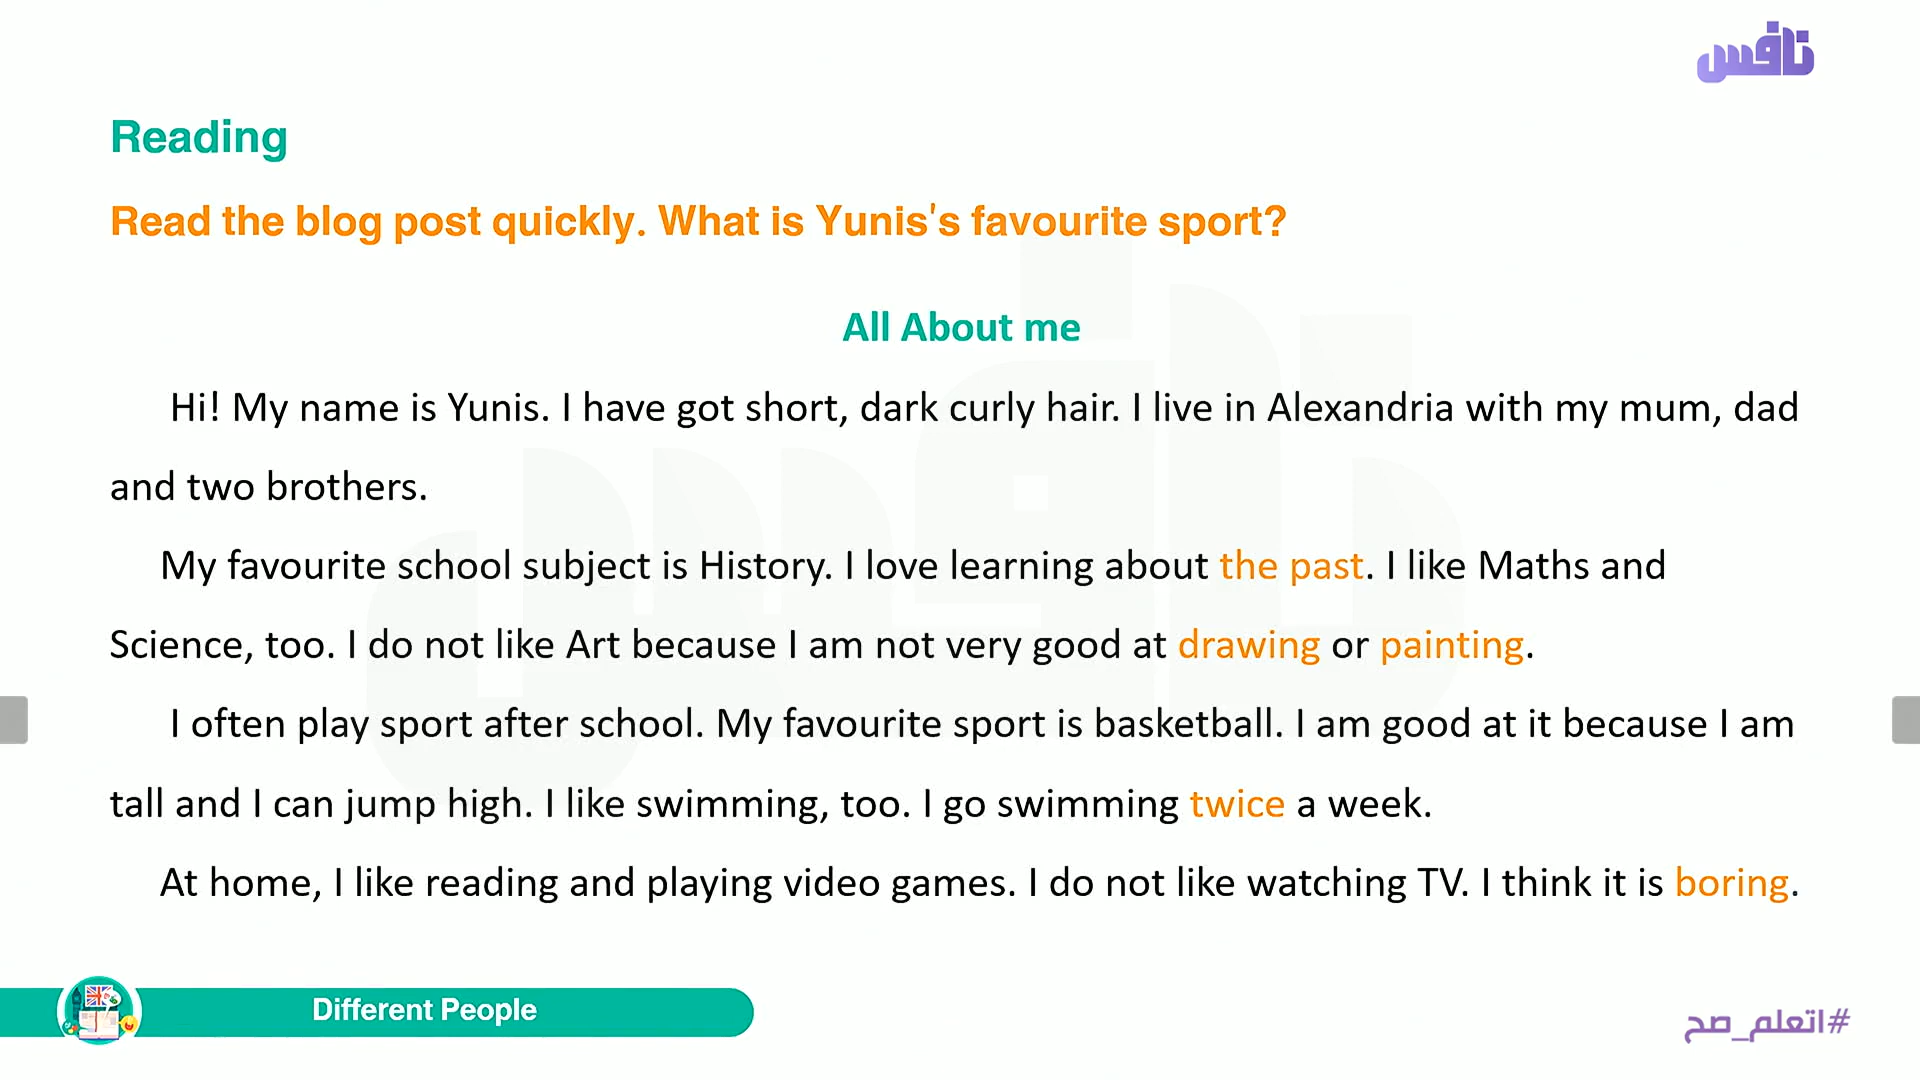 نافس
Reading
Read the blog post quickly. What is Yunis's favourite sport?
All About me
Hi! My name is Yunis. I have got short, dark curly hair. I live in Alexandria with my mum, dad
and two brothers.
My favourite school subject is History. I love learning about the past. I like Maths and
Science, too. I do not like Art because I am not very good at drawing or painting.
I often play sport after school. My favourite sport is basketball. I am good at it because I am
tall and I can jump high. I like swimming, too. I go swimming twice a week.
At home, I like reading and playing video games. I do not like watching TV. I think it is boring.
Different People
#اتعلم_صح